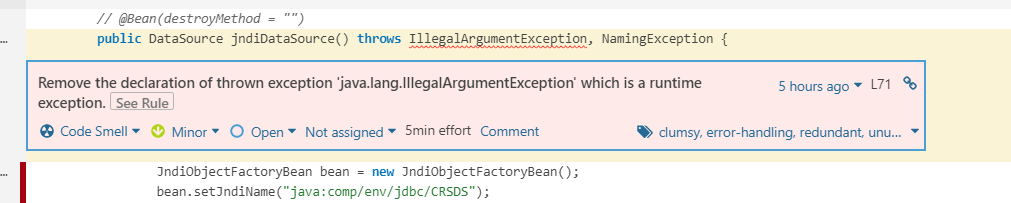 // @Bean(destroyMethod = "")
public DataSource jndiDataSource() throws IllegalArgumentException, NamingException {
Remove the declaration of thrown exception 'java.lang.IllegalArgumentException' which is a runtime
exception. See Rule
5 hours ago L71
Code Smell Minor Open Not assigned 5min effort Comment
clumsy, error-handling, redundant, unu...
JndiObjectFactoryBean bean = new JndiObjectFactoryBean();
bean.setJndiName("java:comp/env/jdbc/CRSDS");